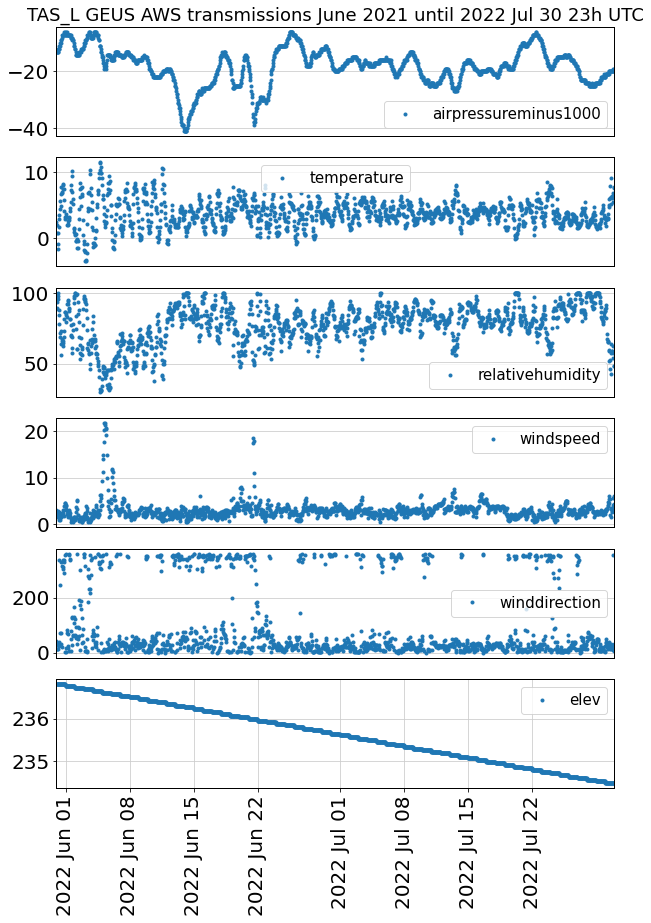 TAS_L GEUS AWS transmissions June 2021 until 2022 Jul 30 23h UTC
−20
−40
airpressureminus1000
10
0
temperature
100
50
relativehumidity
20
10
0
windspeed
200
0
winddirection
236
235
elev
2022 Jun 01
2022 Jun 08
2022 Jun 15
2022 Jun 22
2022 Jul 01
2022 Jul 08
2022 Jul 15
2022 Jul 22